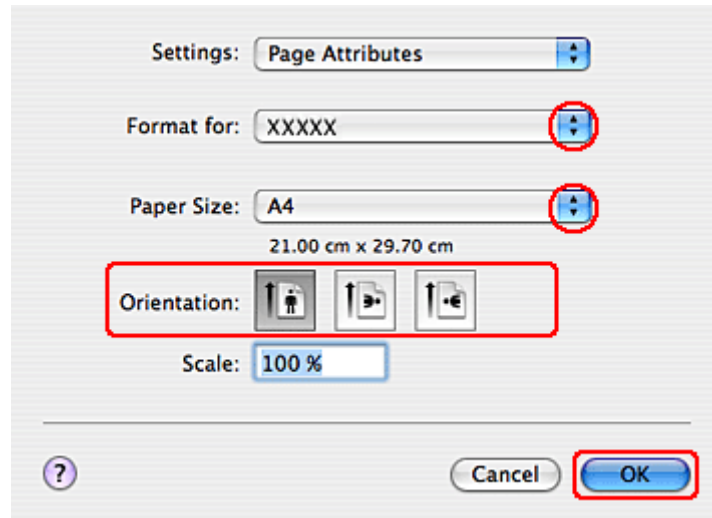 Settings: Page Attributes
Format for: XXXXX
Paper Size: A4
21.00 cm x 29.70 cm
Orientation:
Scale: 100 %
? Cancel OK